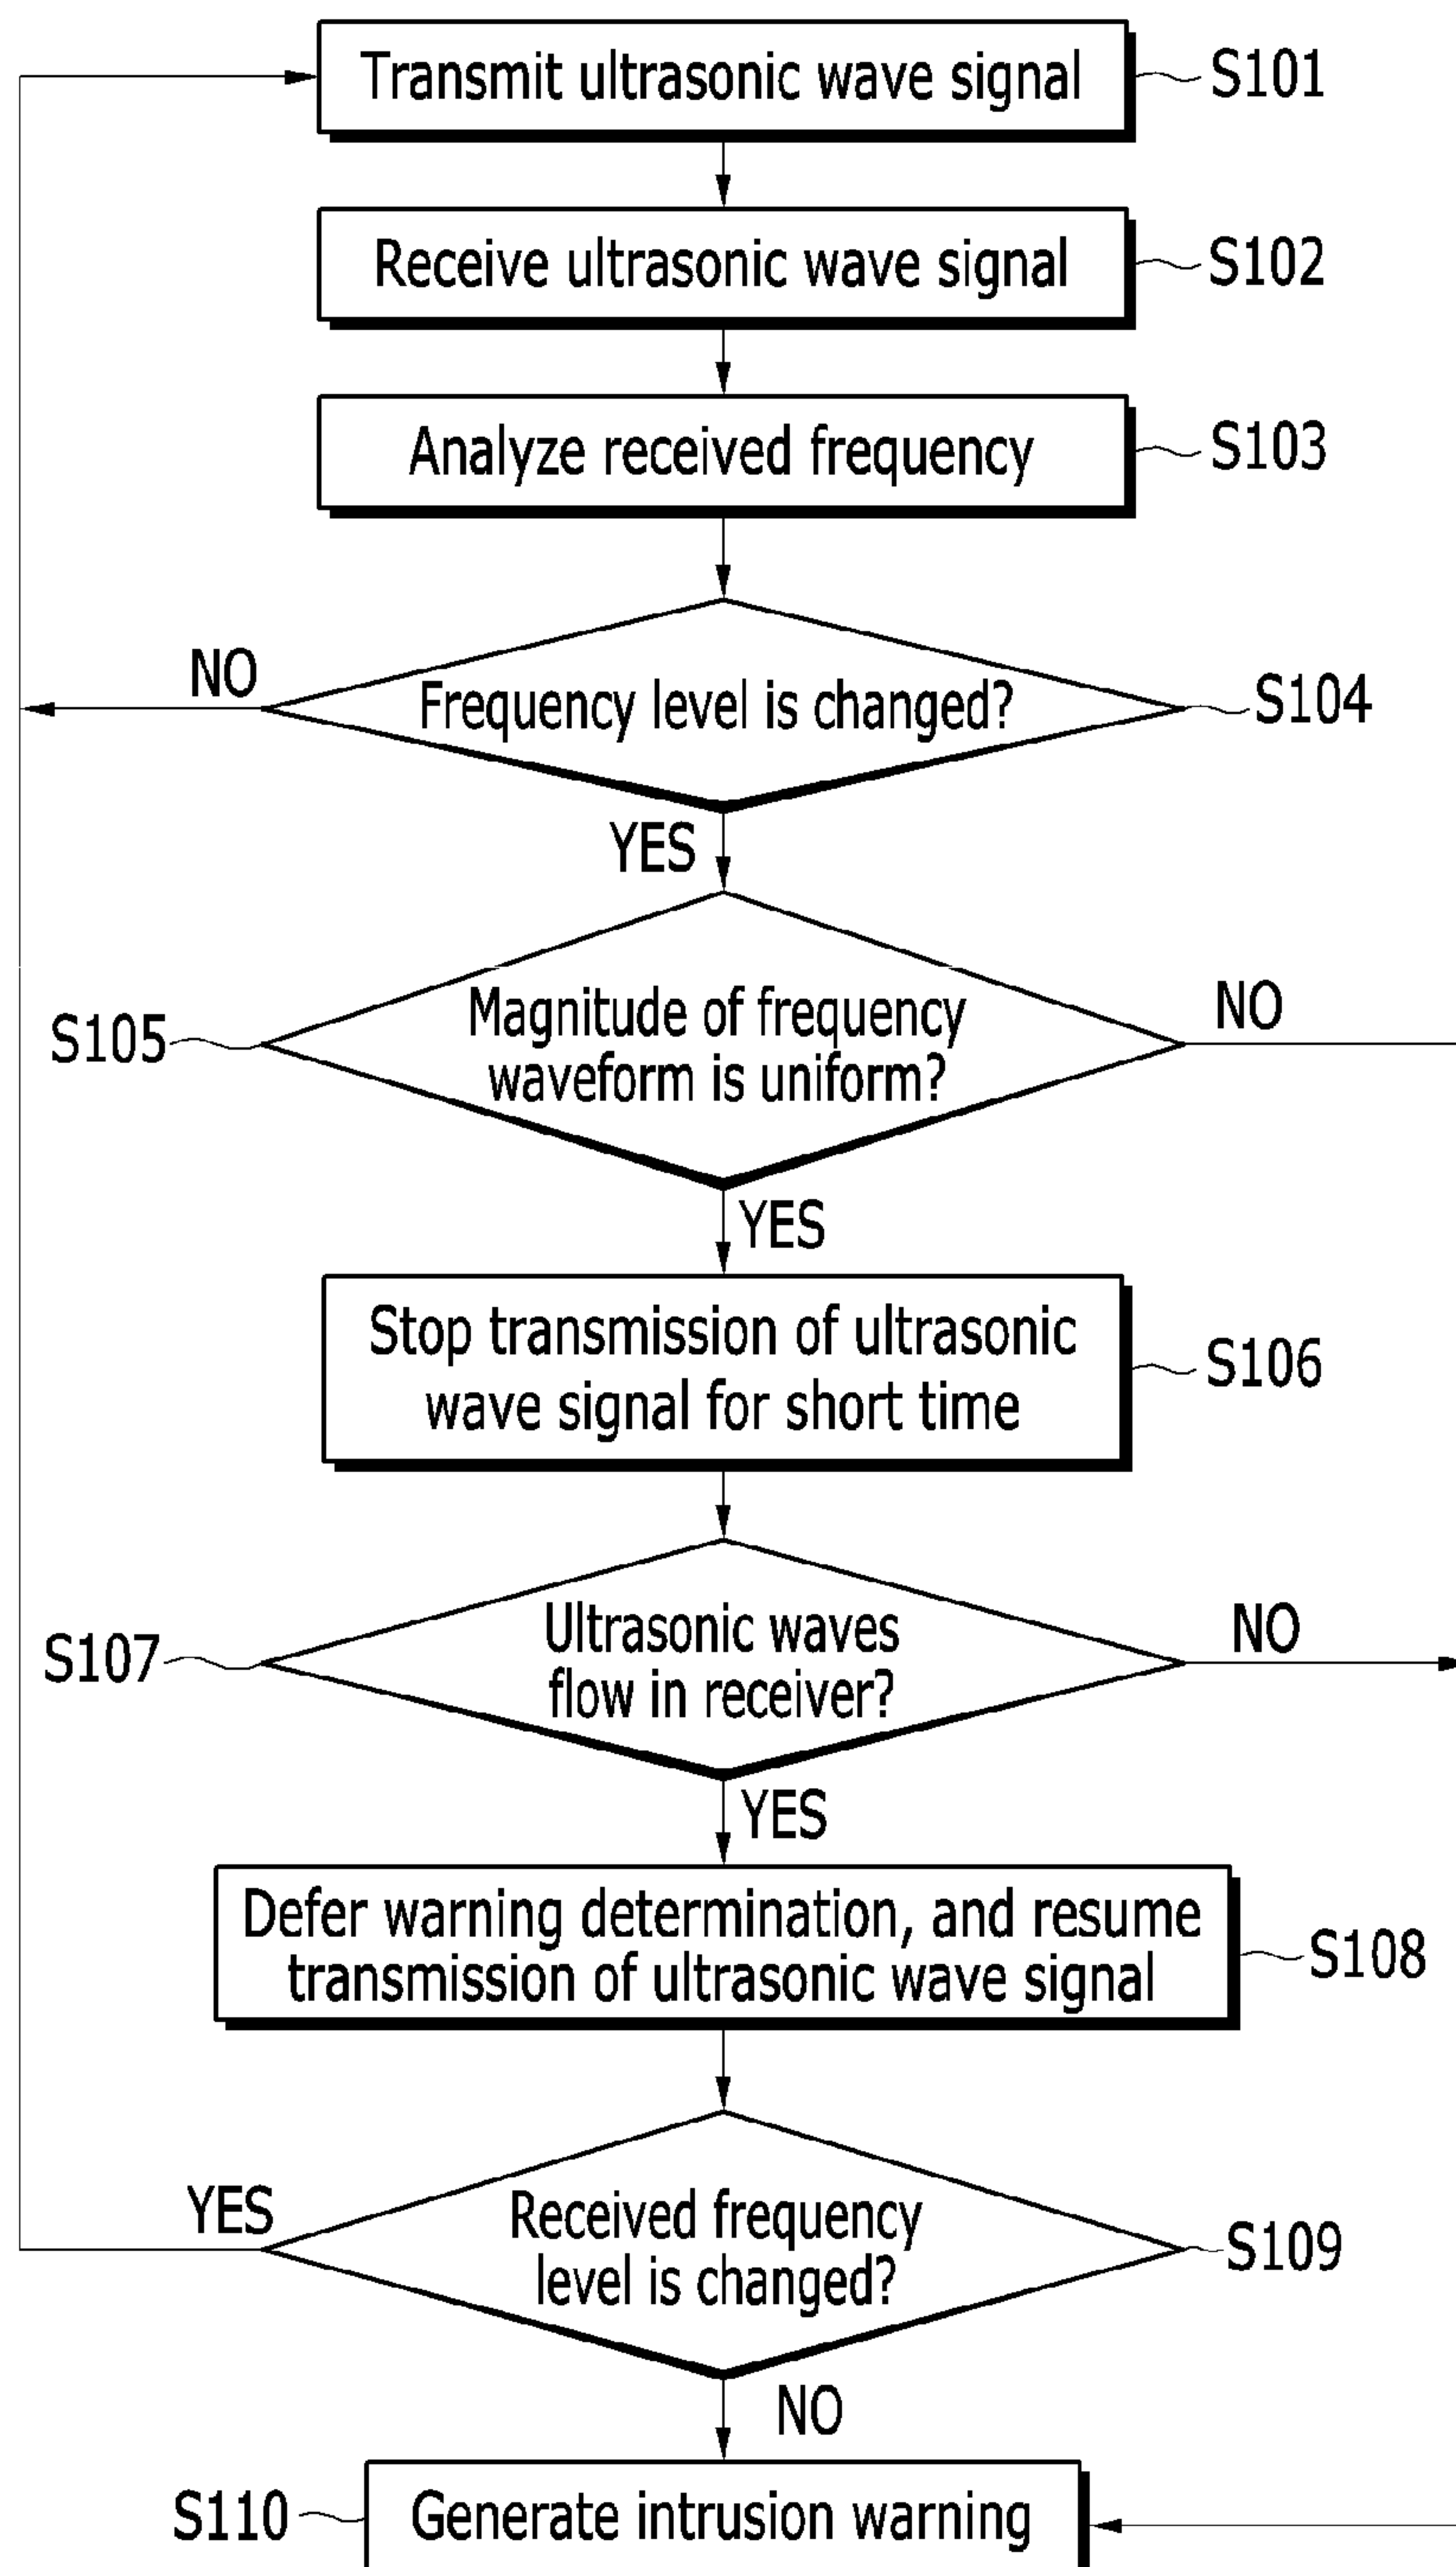 Transmit ultrasonic wave signal S101
Receive ultrasonic wave signal S102
Analyze received frequency S103
NO
Frequency level is changed? S104
YES
NO
S105 Magnitude of frequency
waveform is uniform?
YES
Stop transmission of ultrasonic
wave signal for short time
S106
NO
S107 Ultrasonic waves
flow in receiver?
YES
Defer warning determination, and resume
transmission of ultrasonic wave signal
S108
YES
Received frequency
level is changed?
S109
NO
S110 Generate intrusion warning